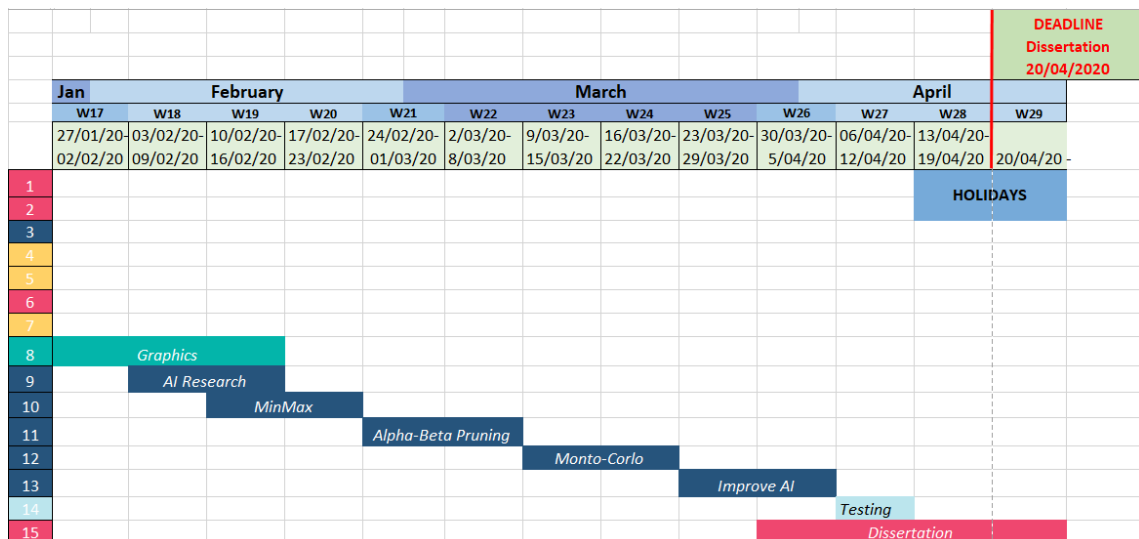 DEADLINE
Dissertation
20/04/2020
Jan February March April
W17 W18 W19 W20 W21 W22 W23 W24 W25 W26 W27 W28 W29
27/01/20- 03/02/20- 10/02/20- 17/02/20- 24/02/20- 2/03/20- 9/03/20- 16/03/20- 23/03/20- 30/03/20- 06/04/20- 13/04/20-
02/02/20 09/02/20 16/02/20 23/02/20 01/03/20 8/03/20 15/03/20 22/03/20 29/03/20 5/04/20 12/04/20 19/04/20 20/04/20 -
1
HOLIDAYS
2
3
4
5
6
7
8 Graphics
9 AI Research
10 MinMax
11 Alpha-Beta Pruning
12 Monto-Corlo
13 Improve AI
14 Testing
15 Dissertation